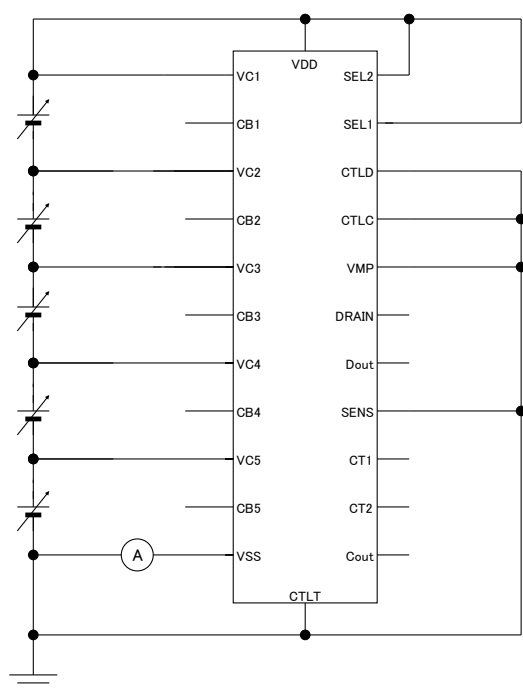 VDD
VC1 SEL2
CB1 SEL1
VC2 CTLD
CB2 CTLC
VC3 VMP
CB3 DRAIN
VC4 Dout
CB4 SENS
VC5 CT1
CB5 CT2
A VSS Cout
CTLT